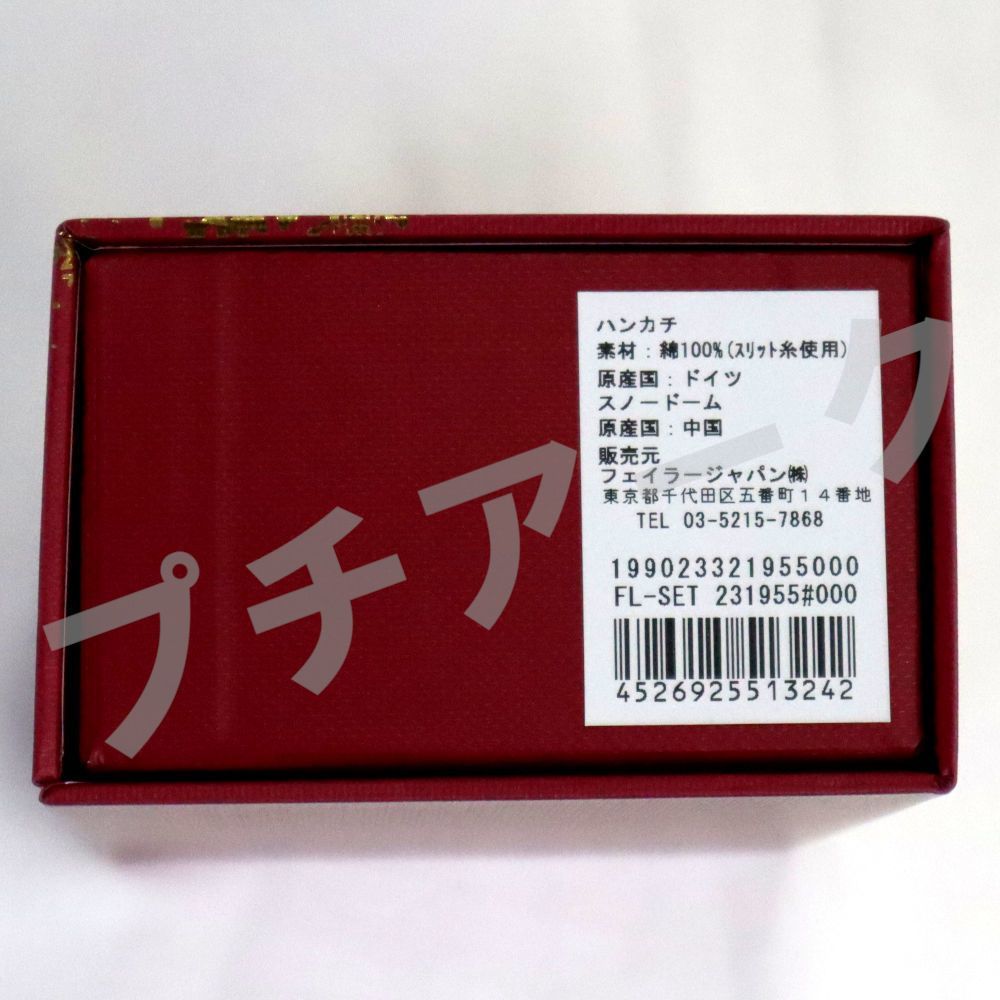 ハンカチ
素材：綿100%(ｽﾘｯﾄ糸使用)
原産国：ドイツ
スノードーム
原産国：中国
販売元
フェイラージャパン㈱
東京都千代田区五番町１４番地
TEL 03-5215-7868
199023321955000
FL-SET 231955#000
4526925513242
プチアーク